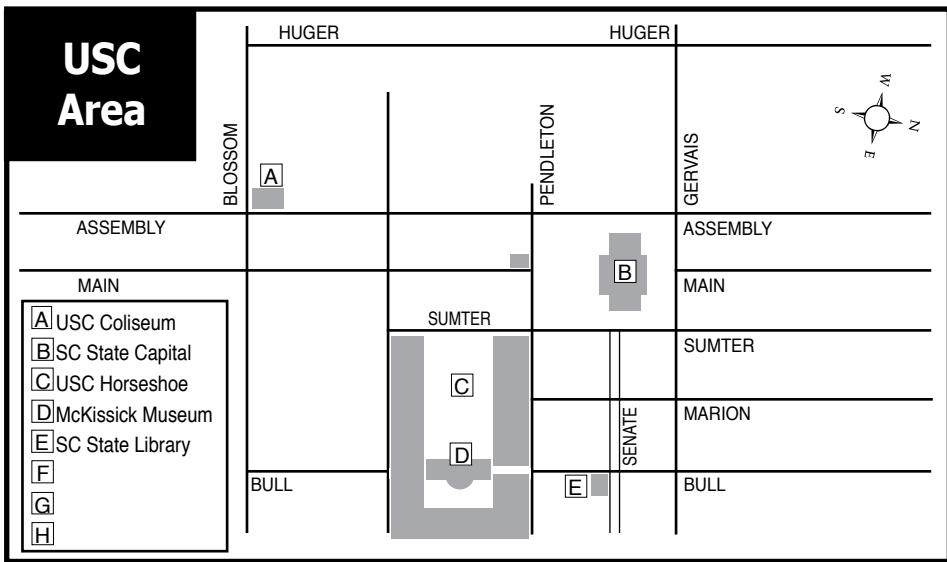 USC
Area
HUGER
HUGER
W
S
N
E
BLOSSOM
PENDLETON
GERVAIS
A
ASSEMBLY
ASSEMBLY
B
MAIN
MAIN
SUMTER
SUMTER
C
MARION
SENATE
D
BULL
E
BULL
A USC Coliseum
B SC State Capital
C USC Horseshoe
D McKissick Museum
E SC State Library
F
G
H